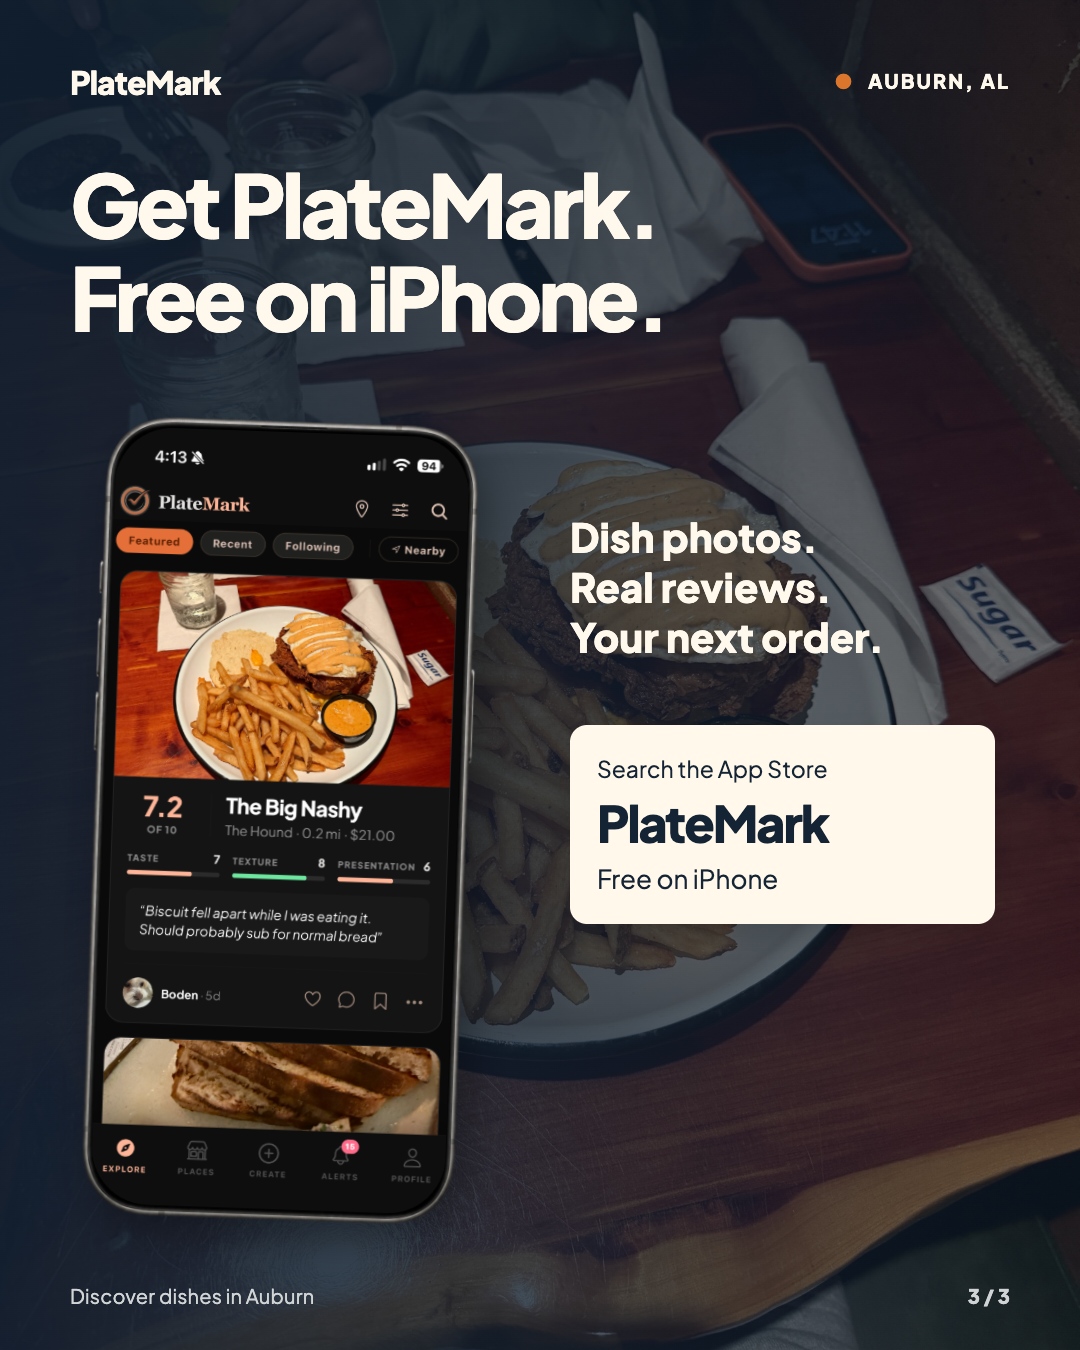 PlateMark
AUBURN, AL
Get PlateMark.
Free on iPhone.
4:13
94
PlateMark
Featured
Recent
Following
Nearby
Sugar
7.2
OF 10
The Big Nashy
The Hound · 0.2 mi · $21.00
TASTE 7
TEXTURE 8
PRESENTATION 6
"Biscuit fell apart while I was eating it.
Should probably sub for normal bread"
Boden · 5d
EXPLORE
PLACES
CREATE
15
ALERTS
PROFILE
Dish photos.
Real reviews.
Your next order.
Sugar
Search the App Store
PlateMark
Free on iPhone
Discover dishes in Auburn
3 / 3